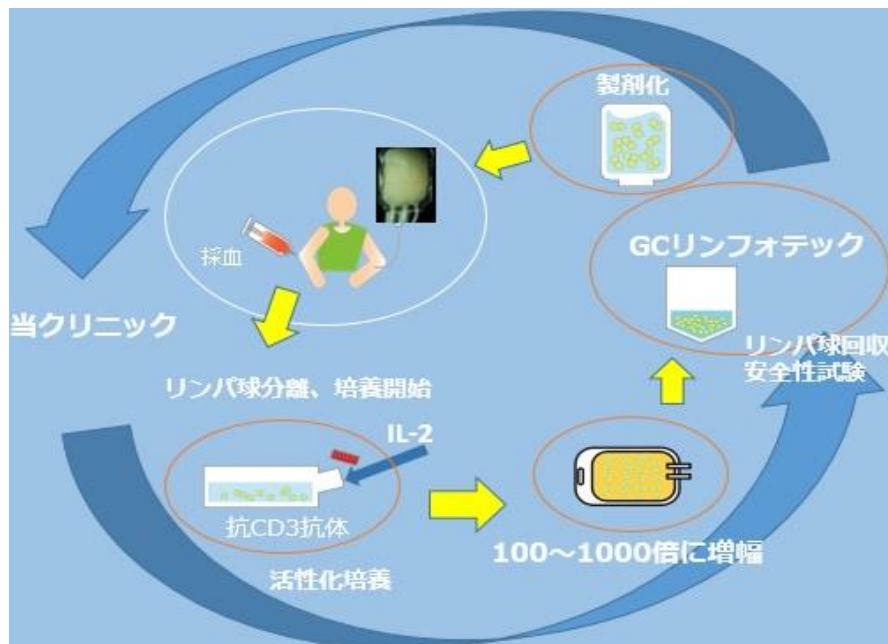 製剤化
採血
GCリンフォテック
当クリニック
リンパ球回収
安全性試験
リンパ球分離、培養開始
IL-2
抗CD3抗体
活性化培養
100~1000倍に増幅